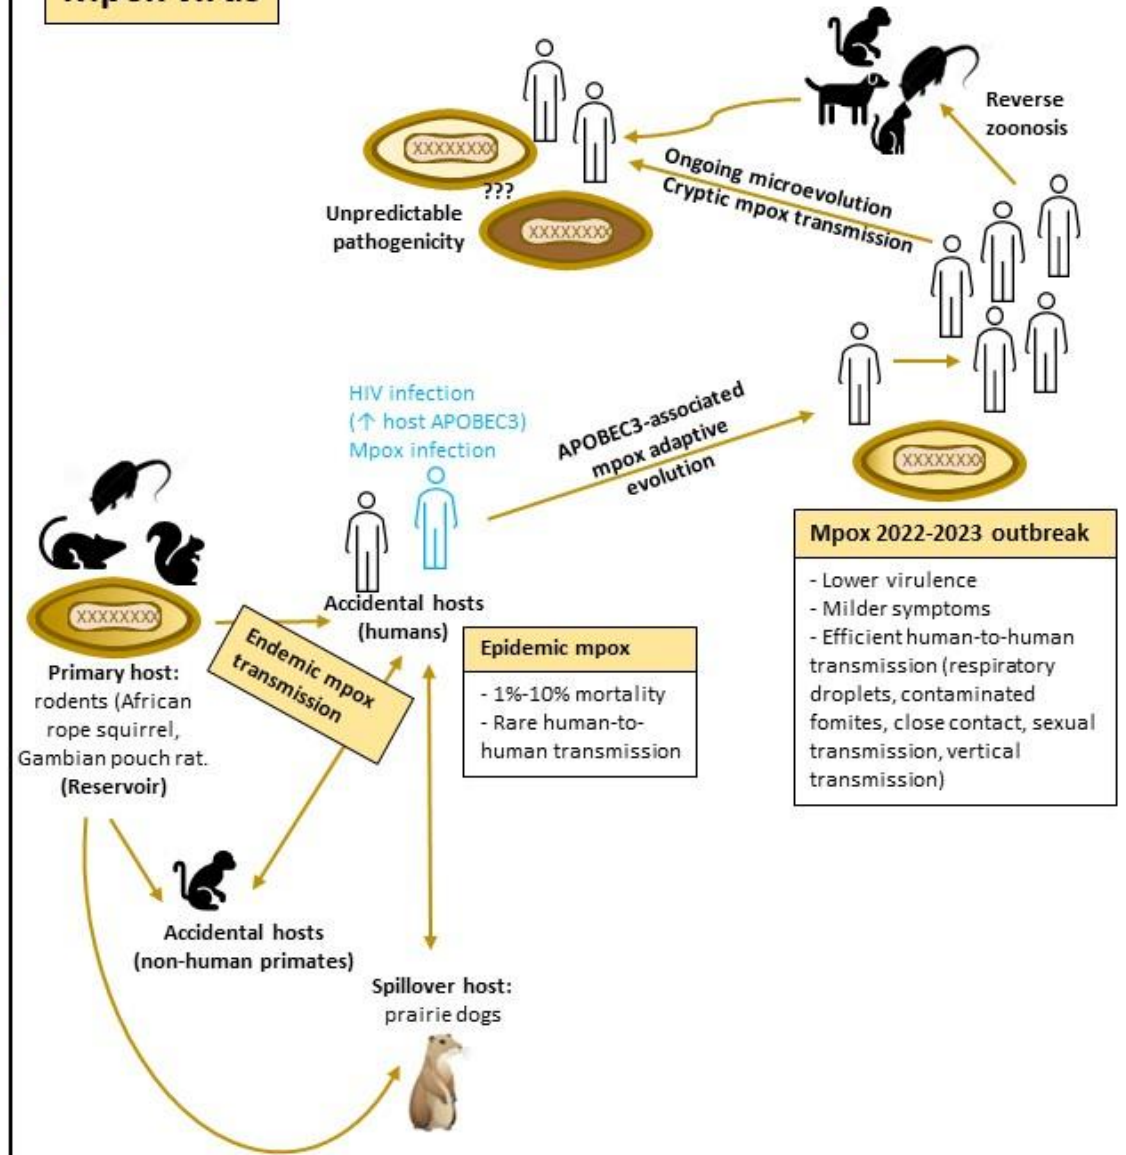 Reverse
zoonosis
Ongoing microevolution
Cryptic mpox transmission
XXXXXXXX
???
Unpredictable
pathogenicity
XXXXXXXX
HIV infection
(↑ host APOBEC3)
Mpox infection
APOBEC3-associated
mpox adaptive
evolution
XXXXXXXX
Mpox 2022-2023 outbreak
- Lower virulence
- Milder symptoms
- Efficient human-to-human
transmission (respiratory
droplets, contaminated
fomites, close contact, sexual
transmission, vertical
transmission)
XXXXXXXX
Primary host:
rodents (African
rope squirrel,
Gambian pouch rat.
(Reservoir)
Endemic mpox
transmission
Accidental hosts
(humans)
Epidemic mpox
- 1%-10% mortality
- Rare human-to-
human transmission
Accidental hosts
(non-human primates)
Spillover host:
prairie dogs